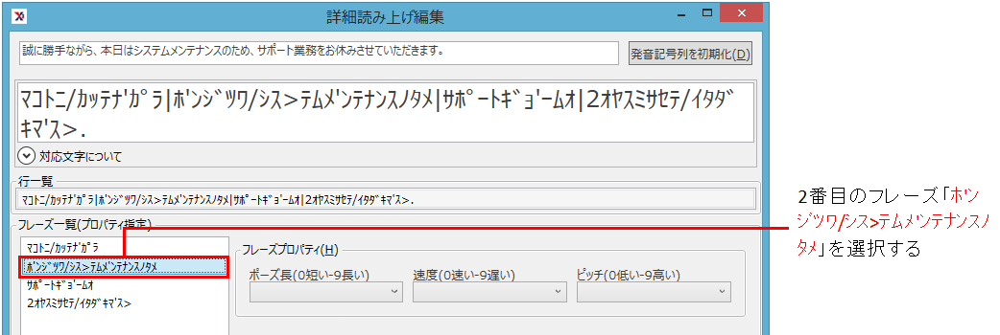 詳細読み上げ編集
誠に勝手ながら、本日はシステムメンテナンスのため、サポート業務をお休みさせていただきます。
発音記号列を初期化(D)
ﾏｺﾄﾆ/ｶｯﾃﾅ'ｶﾟﾗ|ﾎ'ﾝｼﾞﾂﾜ/ｼｽ>ﾃﾑﾒ'ﾝﾃﾅﾝｽﾉﾀﾒ|ｻﾎﾟｰﾄｷﾞｮ'ｰﾑｵ|2ｵﾔｽﾐｻｾﾃ/ｲﾀﾀﾞ
ｷﾏ'ｽ>.
対応文字について
行一覧
ﾏｺﾄﾆ/ｶｯﾃﾅ'ｶﾟﾗ|ﾎ'ﾝｼﾞﾂﾜ/ｼｽ>ﾃﾑﾒ'ﾝﾃﾅﾝｽﾉﾀﾒ|ｻﾎﾟｰﾄｷﾞｮ'ｰﾑｵ|2ｵﾔｽﾐｻｾﾃ/ｲﾀﾀﾞｷﾏ'ｽ>.
フレーズ一覧(プロパティ指定)
ﾏｺﾄﾆ/ｶｯﾃﾅ'ｶﾟﾗ
ﾎ'ﾝｼﾞﾂﾜ/ｼｽ>ﾃﾑﾒ'ﾝﾃﾅﾝｽﾉﾀﾒ
ｻﾎﾟｰﾄｷﾞｮ'ｰﾑｵ
2ｵﾔｽﾐｻｾﾃ/ｲﾀﾀﾞｷﾏ'ｽ>
フレーズプロパティ(H)
ポーズ長(0短い-9長い)
速度(0速い-9遅い)
ピッチ(0低い-9高い)
2番目のフレーズ「ﾎ'ﾝ
ｼﾞﾂﾜ/ｼｽ>ﾃﾑﾒ'ﾝﾃﾅﾝｽﾉ
ﾀﾒ」を選択する